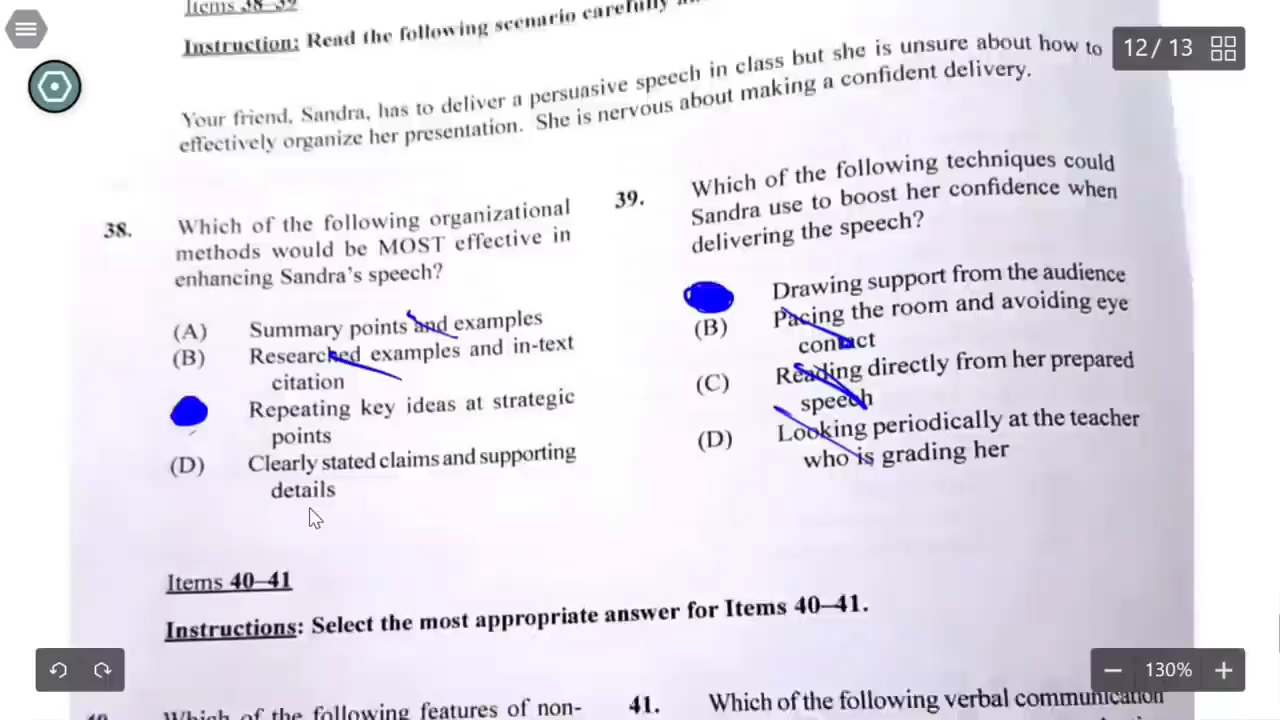 Items 38–39
Instruction: Read the following scenario carefully
12 / 13
Your friend, Sandra, has to deliver a persuasive speech in class but she is unsure about how to
effectively organize her presentation. She is nervous about making a confident delivery.
38.
Which of the following organizational
methods would be MOST effective in
enhancing Sandra's speech?
(A) Summary points and examples
(B) Researched examples and in-text
citation
Repeating key ideas at strategic
points
(D) Clearly stated claims and supporting
details
39.
Which of the following techniques could
Sandra use to boost her confidence when
delivering the speech?
Drawing support from the audience
(B) Pacing the room and avoiding eye
contact
(C) Reading directly from her prepared
speech
(D) Looking periodically at the teacher
who is grading her
Items 40–41
Instructions: Select the most appropriate answer for Items 40–41.
40.
Which of the following features of non-
41. Which of the following verbal communication
130%